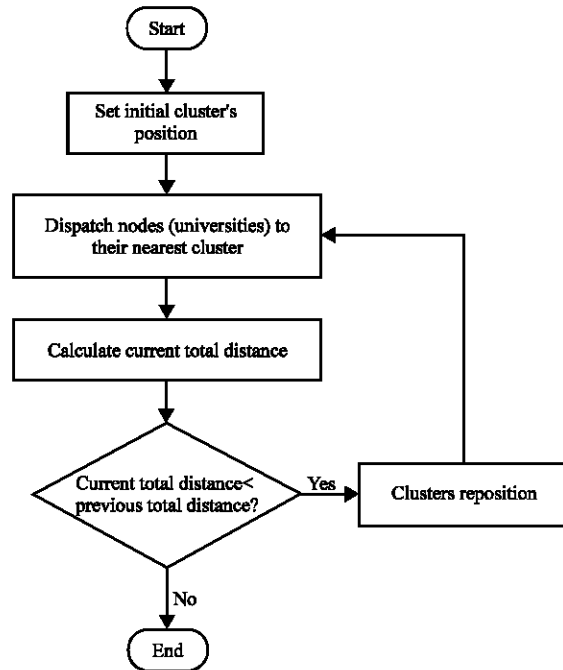 Start
Set initial cluster's
position
Dispatch nodes (universities) to
their nearest cluster
Calculate current total distance
Current total distance<
previous total distance?
Yes
Clusters reposition
No
End